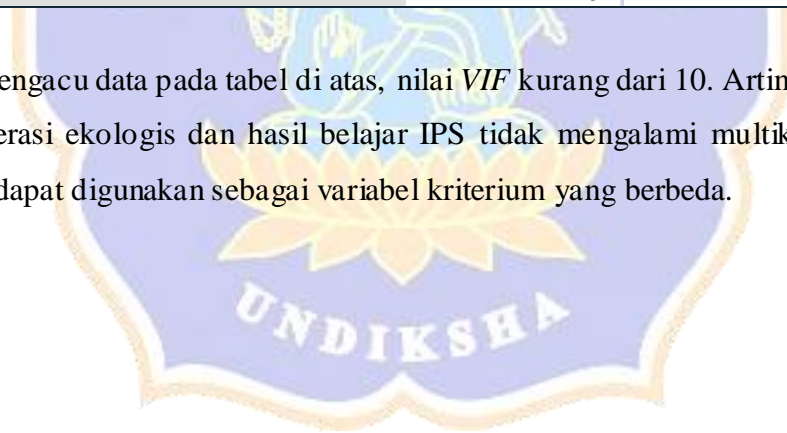 engacu data pada tabel di atas, nilai VIF kurang dari 10. Artin
erasi ekologis dan hasil belajar IPS tidak mengalami multik
dapat digunakan sebagai variabel kriterium yang berbeda.
UNDIKSHA